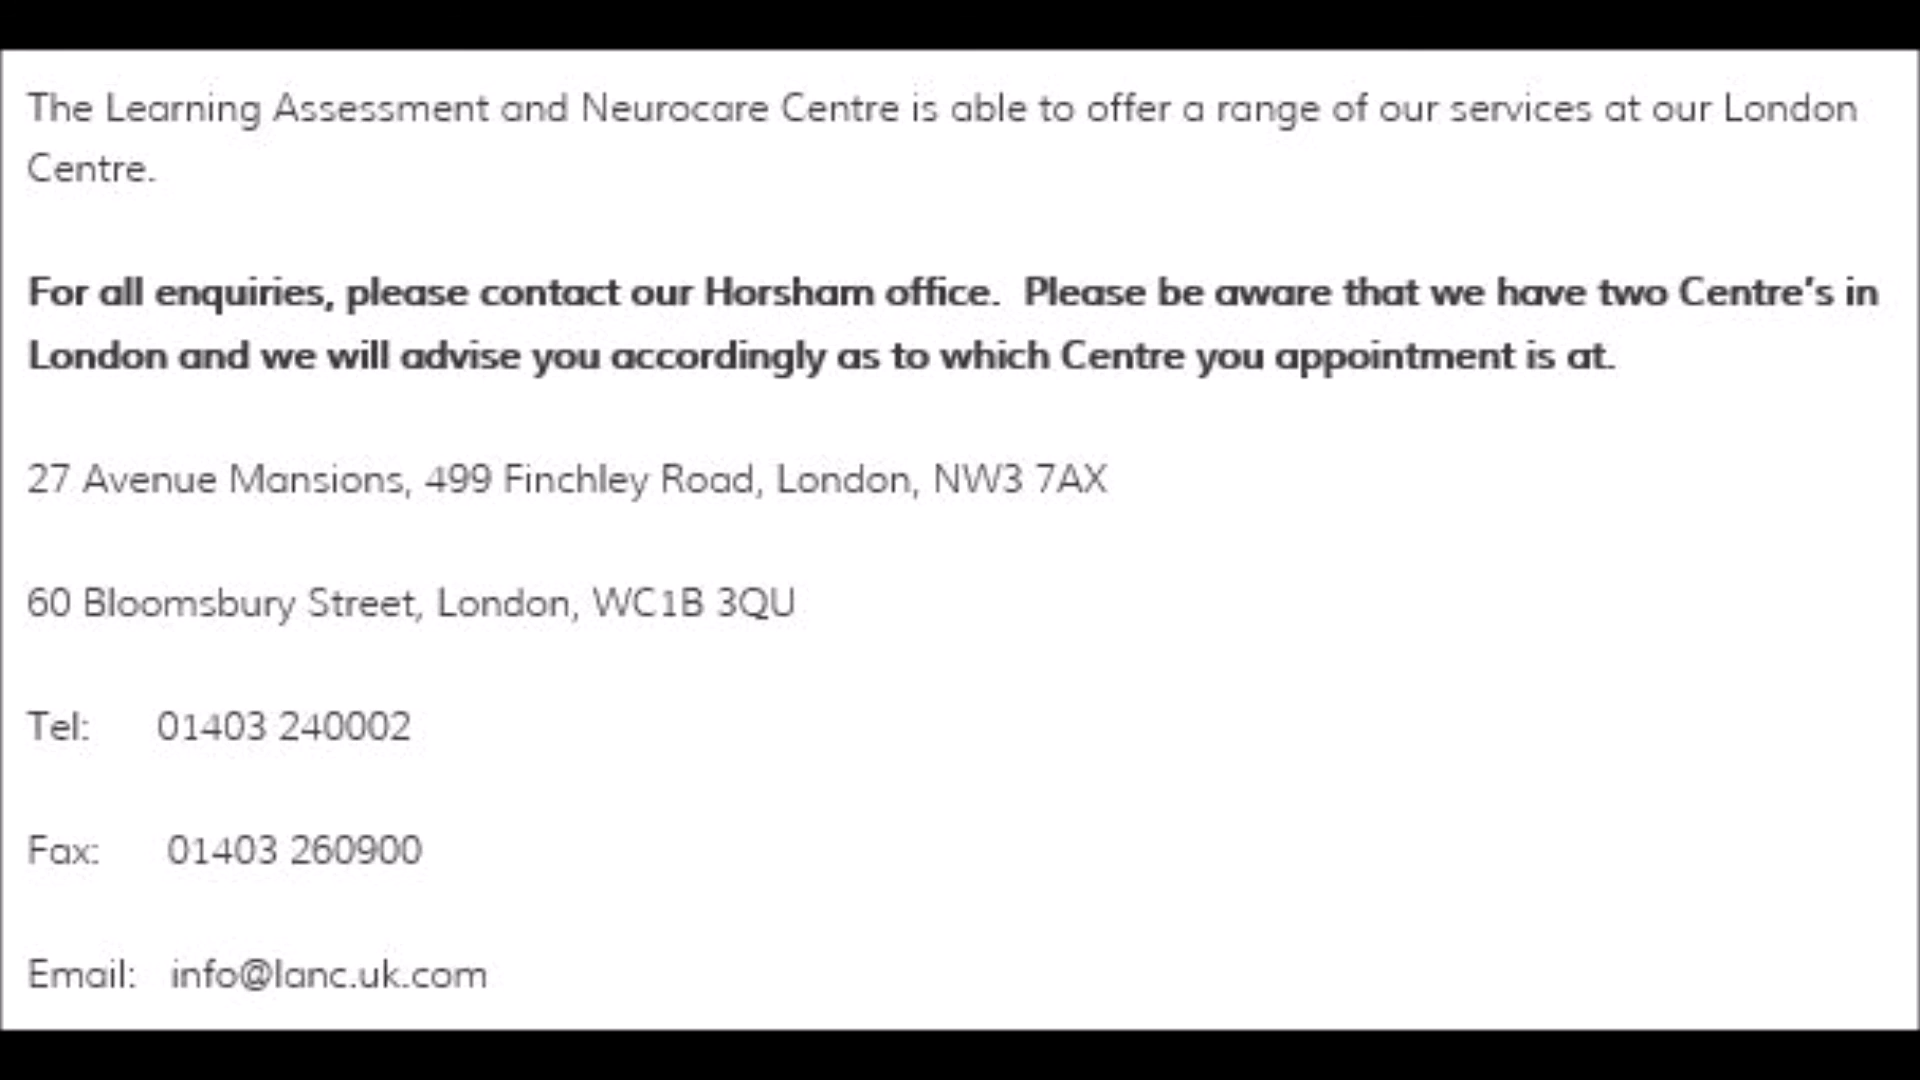 The Learning Assessment and Neurocare Centre is able to offer a range of our services at our London
Centre.
For all enquiries, please contact our Horsham office.  Please be aware that we have two Centre's in
London and we will advise you accordingly as to which Centre you appointment is at.
27 Avenue Mansions, 499 Finchley Road, London, NW3 7AX
60 Bloomsbury Street, London, WC1B 3QU
Tel: 01403 240002
Fax: 01403 260900
Email: info@lanc.uk.com